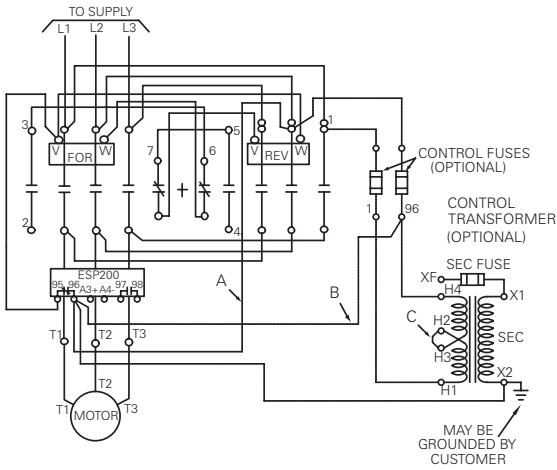 TO SUPPLY
L1 L2 L3
3
V FOR W
7
6
5
V REV W
1
CONTROL FUSES
(OPTIONAL)
2
4
1
96
CONTROL
TRANSFORMER
(OPTIONAL)
ESP200
95 96 A3+ A4- 97 98
A
B
C
SEC FUSE
XF
H4
X1
H2
H3
SEC
H1
X2
T1 T2 T3
T1 T2 T3
MOTOR
MAY BE
GROUNDED BY
CUSTOMER